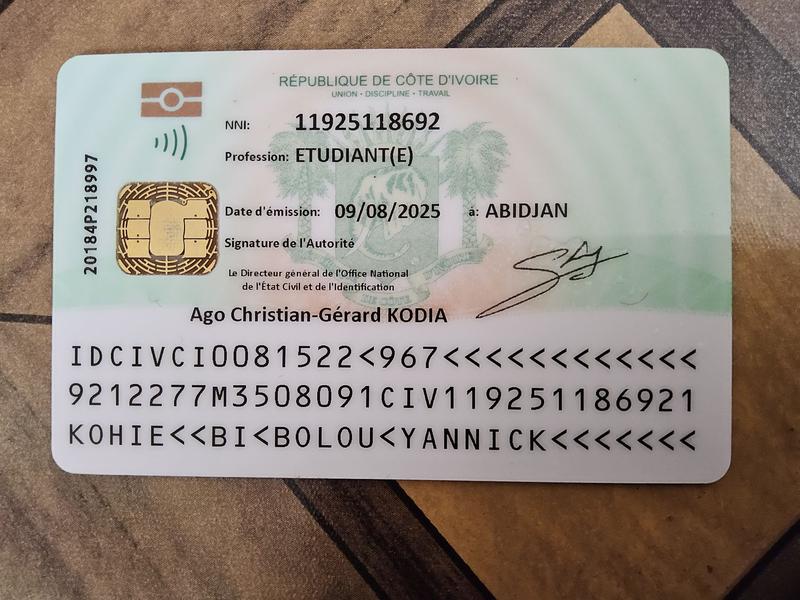 RÉPUBLIQUE DE CÔTE D'IVOIRE
UNION - DISCIPLINE - TRAVAIL
NNI: 11925118692
Profession: ETUDIANT(E)
20184P218997
Date d'émission: 09/08/2025 à: ABIDJAN
Signature de l'Autorité
Le Directeur général de l'Office National
de l'État Civil et de l'Identification
Ago Christian-Gérard KODIA
IDCIVCI0081522<967<<<<<<<<<<<<
9212277M3508091CIV119251186921
KOHIE<<BI<BOLOU<YANNICK<<<<<<<